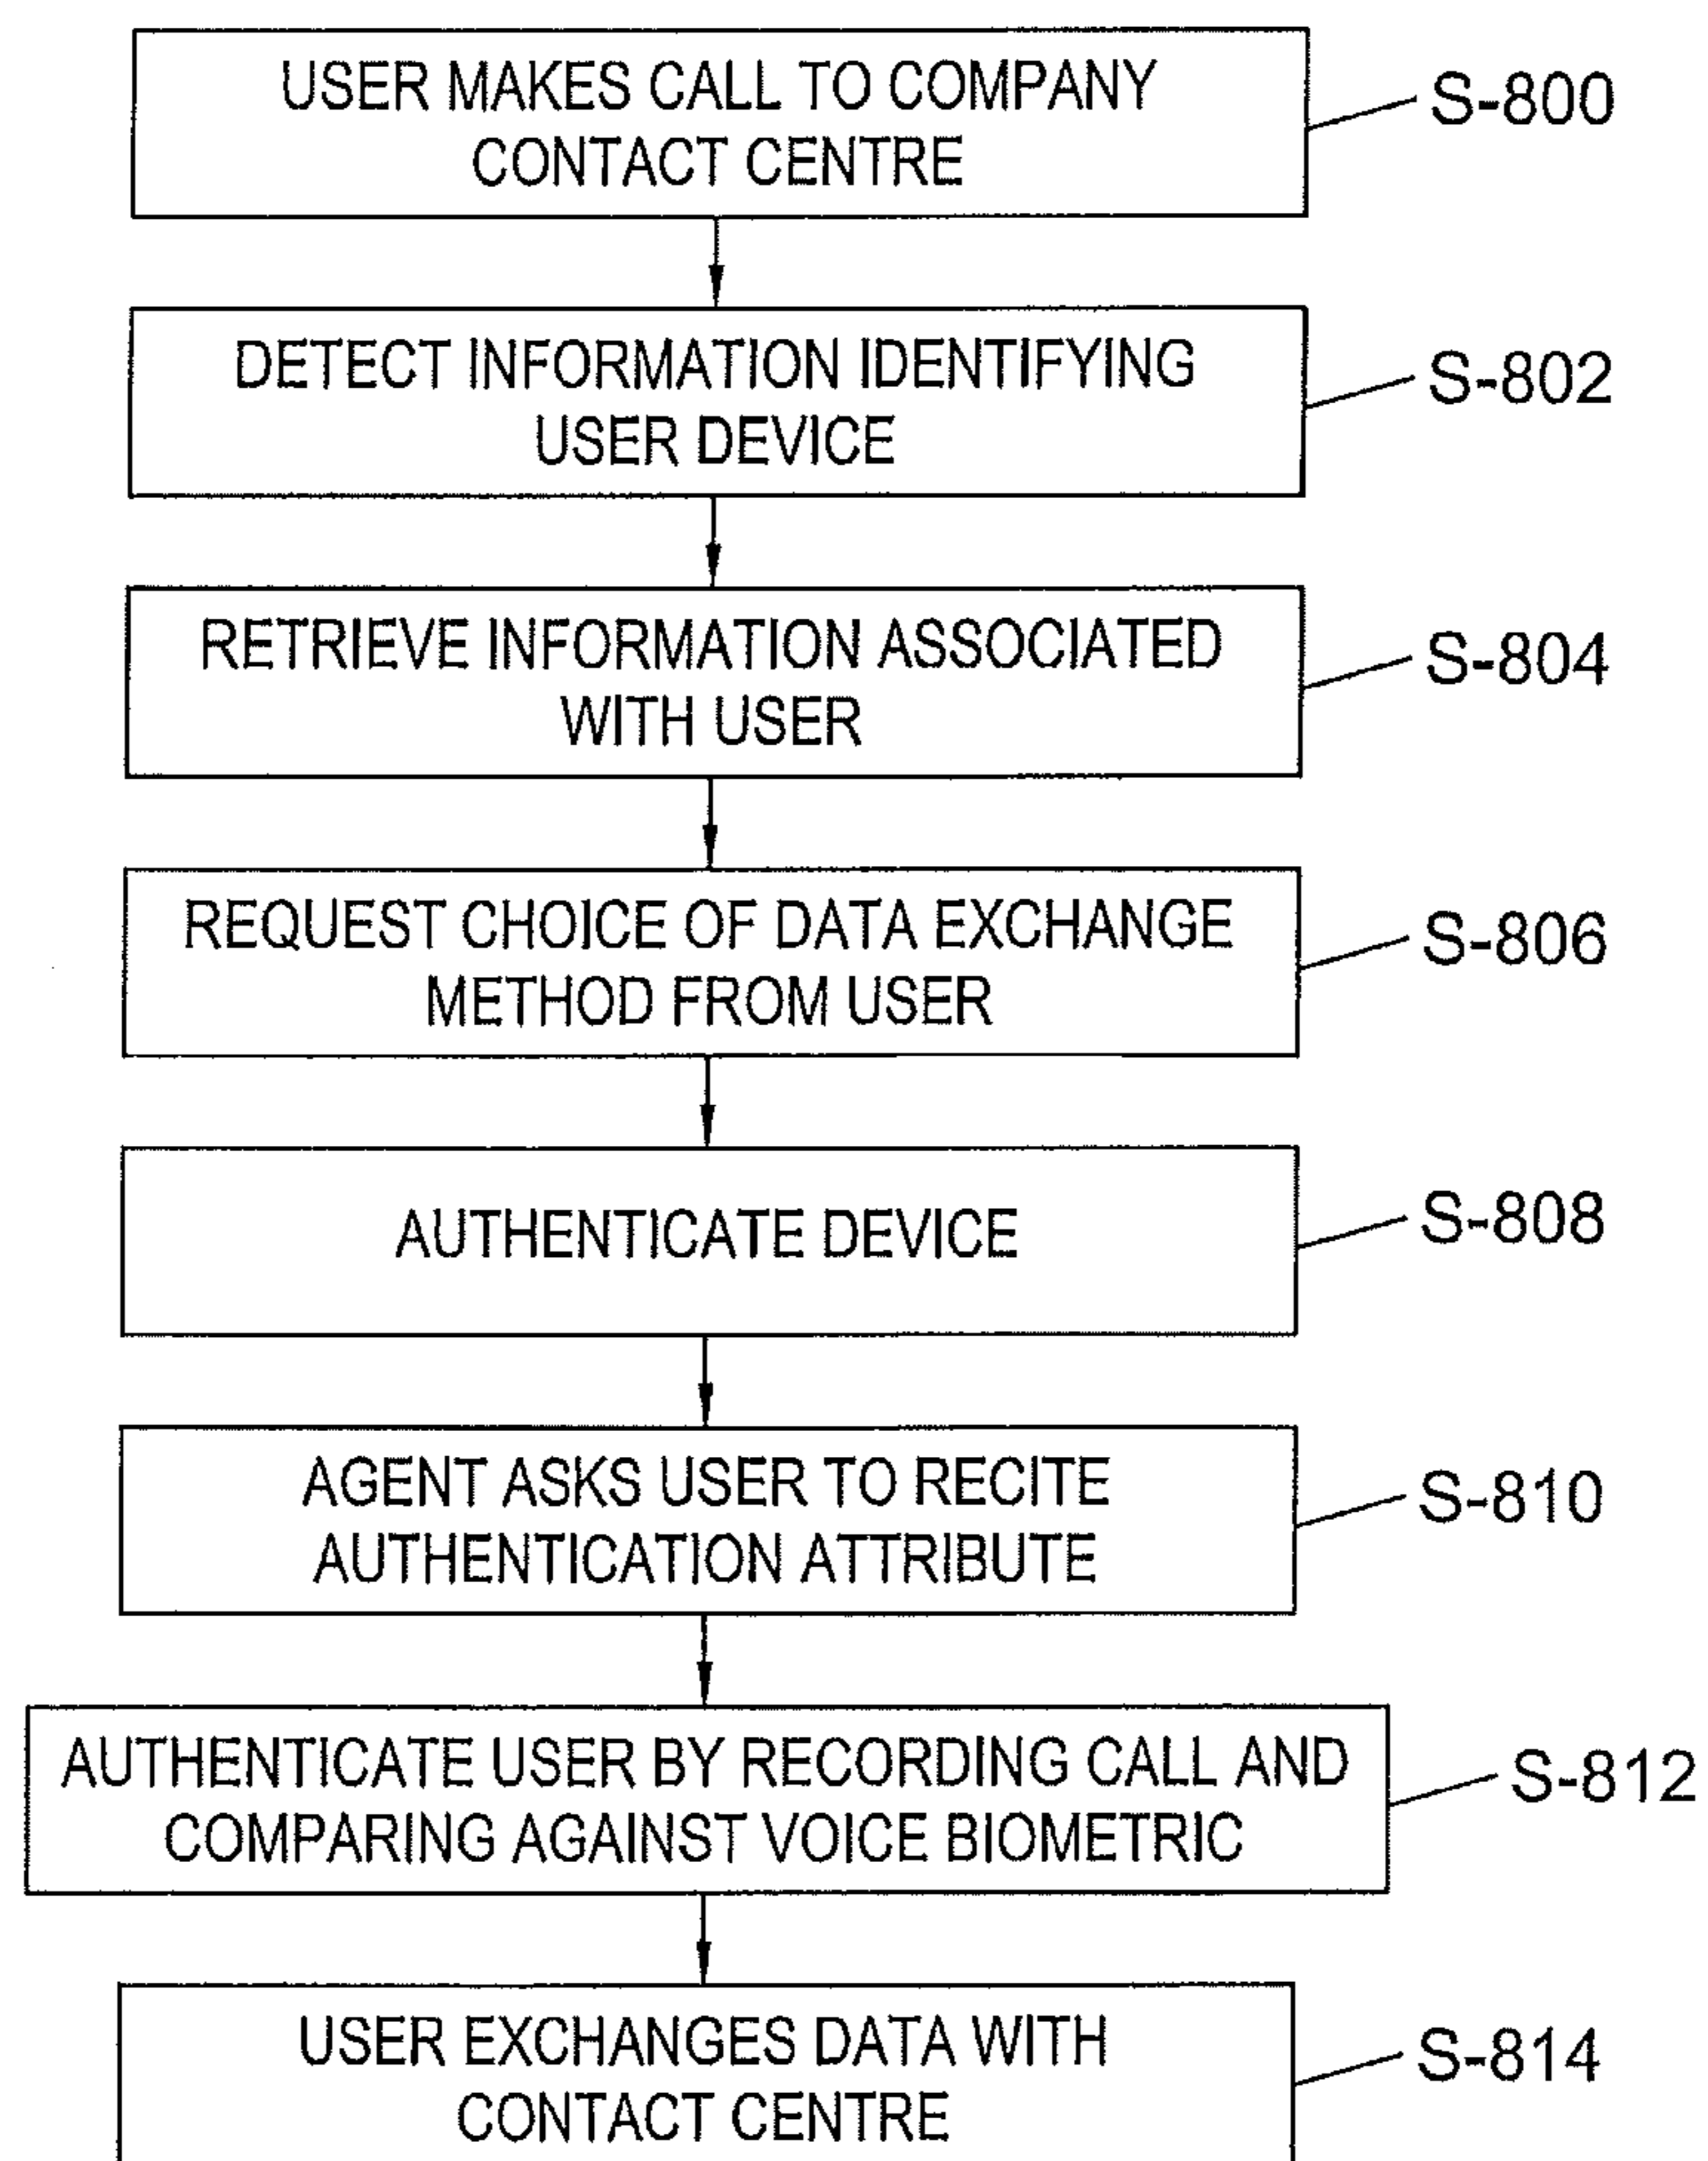 USER MAKES CALL TO COMPANY
CONTACT CENTRE
S-800
DETECT INFORMATION IDENTIFYING
USER DEVICE
S-802
RETRIEVE INFORMATION ASSOCIATED
WITH USER
S-804
REQUEST CHOICE OF DATA EXCHANGE
METHOD FROM USER
S-806
AUTHENTICATE DEVICE
S-808
AGENT ASKS USER TO RECITE
AUTHENTICATION ATTRIBUTE
S-810
AUTHENTICATE USER BY RECORDING CALL AND
COMPARING AGAINST VOICE BIOMETRIC
S-812
USER EXCHANGES DATA WITH
CONTACT CENTRE
S-814